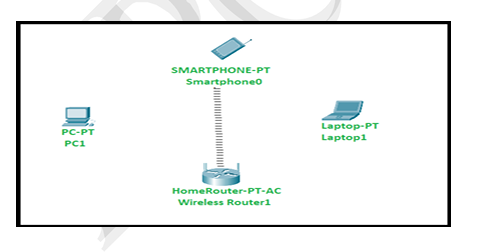 SMARTPHONE-PT
Smartphone0
PC-PT
PC1
Laptop-PT
Laptop1
HomeRouter-PT-AC
Wireless Router1